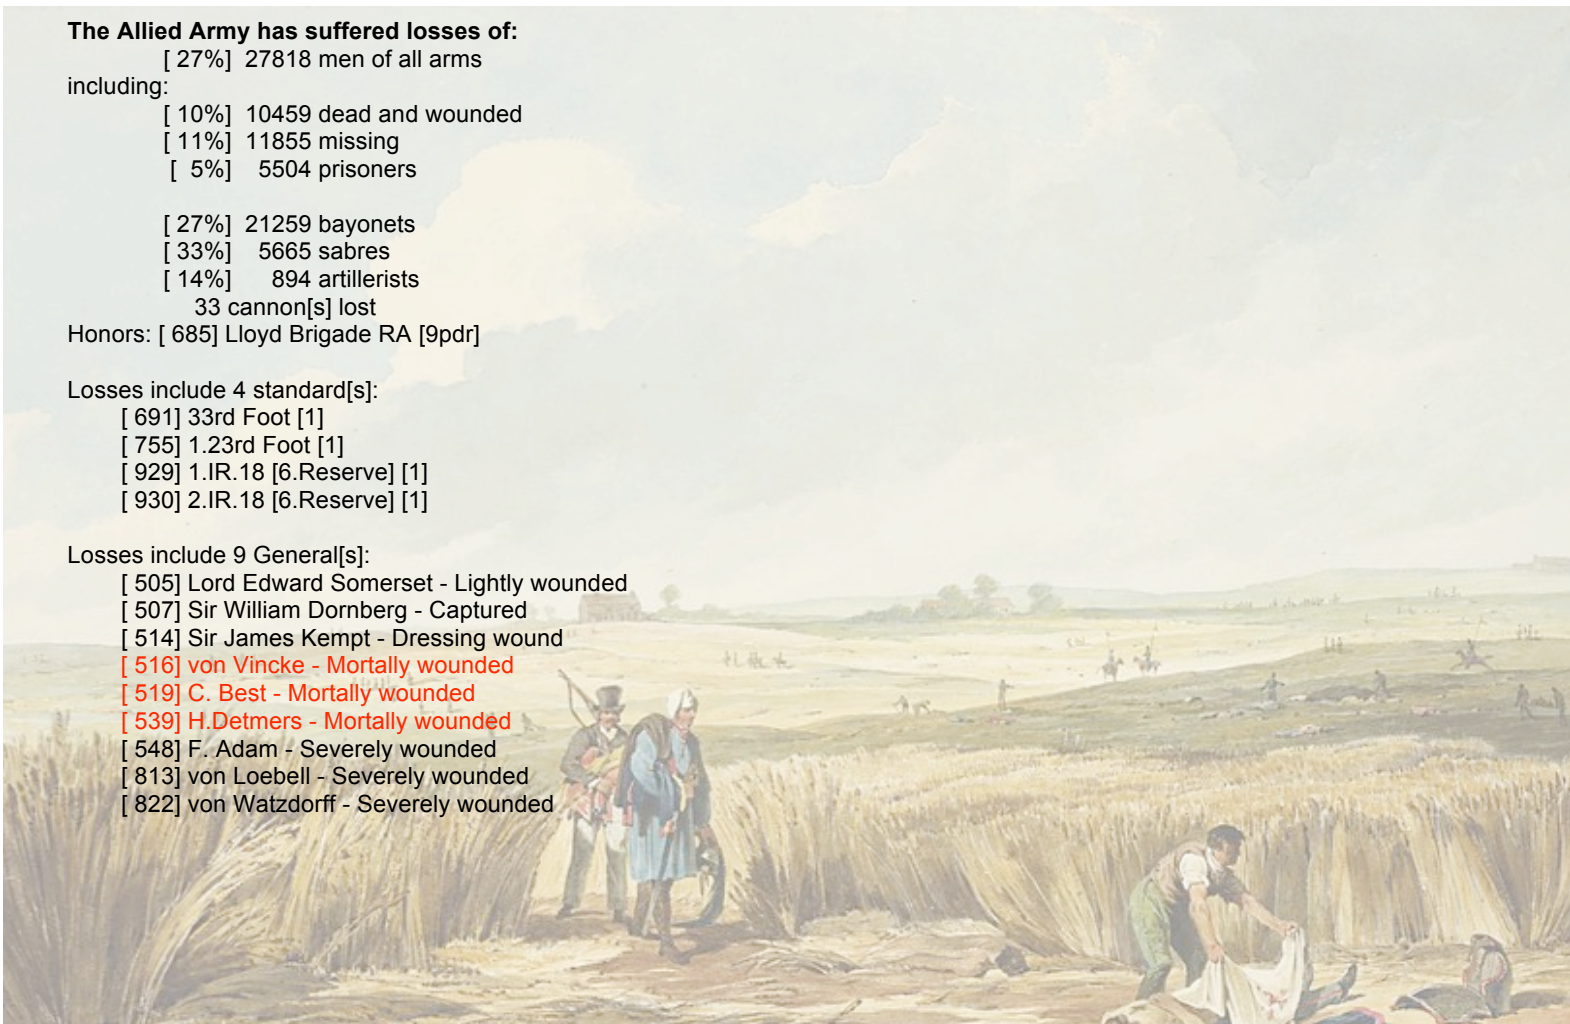 The Allied Army has suffered losses of:
[ 27%] 27818 men of all arms
including:
[ 10%] 10459 dead and wounded
[ 11%] 11855 missing
[ 5%] 5504 prisoners
[ 27%] 21259 bayonets
[ 33%] 5665 sabres
[ 14%] 894 artillerists
33 cannon[s] lost
Honors: [ 685] Lloyd Brigade RA [9pdr]
Losses include 4 standard[s]:
[ 691] 33rd Foot [1]
[ 755] 1.23rd Foot [1]
[ 929] 1.IR.18 [6.Reserve] [1]
[ 930] 2.IR.18 [6.Reserve] [1]
Losses include 9 General[s]:
[ 505] Lord Edward Somerset - Lightly wounded
[ 507] Sir William Dornberg - Captured
[ 514] Sir James Kempt - Dressing wound
[ 516] von Vincke - Mortally wounded
[ 519] C. Best - Mortally wounded
[ 539] H.Detmers - Mortally wounded
[ 548] F. Adam - Severely wounded
[ 813] von Loebell - Severely wounded
[ 822] von Watzdorff - Severely wounded